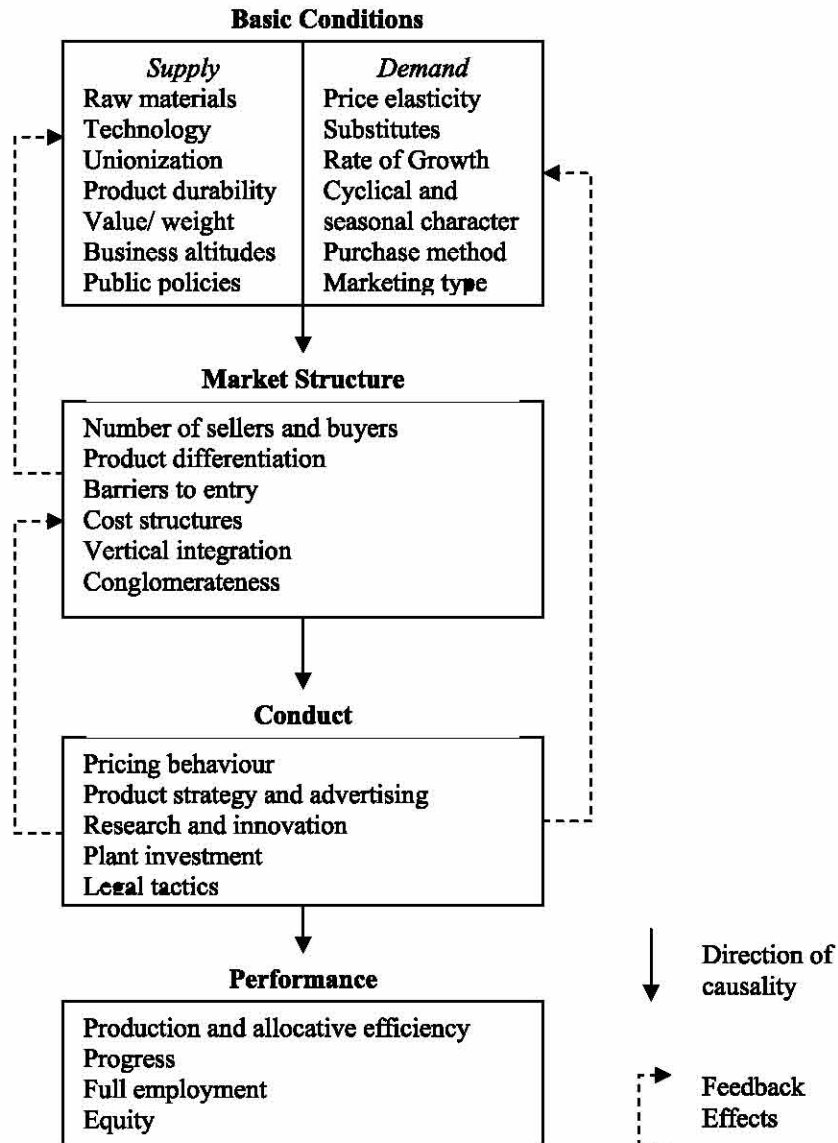 Basic Conditions
Supply
Raw materials
Technology
Unionization
Product durability
Value/ weight
Business altitudes
Public policies
Demand
Price elasticity
Substitutes
Rate of Growth
Cyclical and
seasonal character
Purchase method
Marketing type
Market Structure
Number of sellers and buyers
Product differentiation
Barriers to entry
Cost structures
Vertical integration
Conglomerateness
Conduct
Pricing behaviour
Product strategy and advertising
Research and innovation
Plant investment
Legal tactics
Performance
Production and allocative efficiency
Progress
Full employment
Equity
Direction of
causality
Feedback
Effects